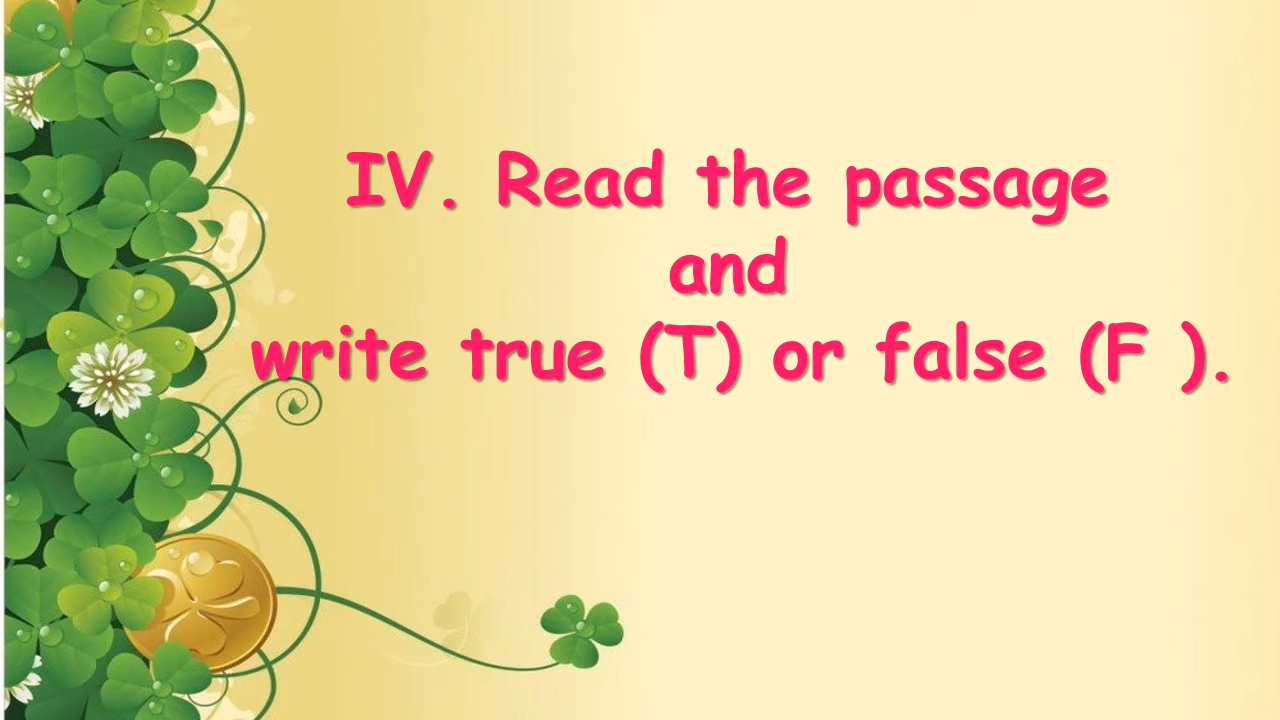 IV. Read the passage
and
write true (T) or false (F ).